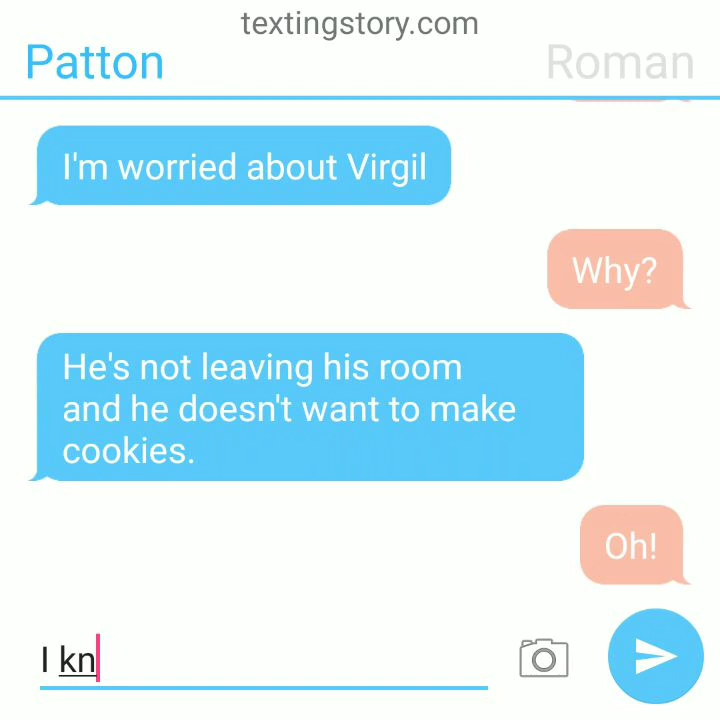 textingstory.com
Patton
Roman
I'm worried about Virgil
Why?
He's not leaving his room
and he doesn't want to make
cookies.
Oh!
I kn